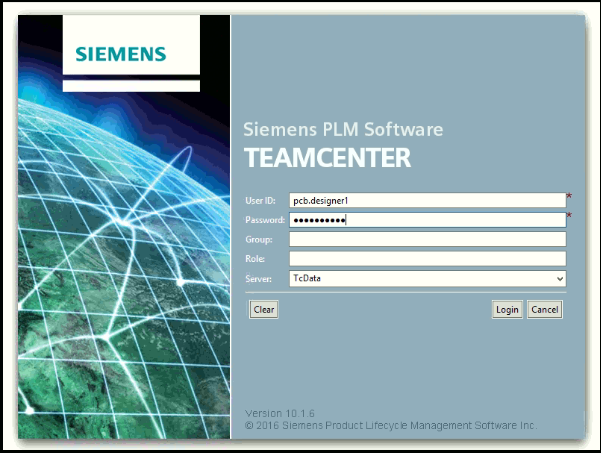 SIEMENS
Siemens PLM Software
TEAMCENTER
User ID: pcb.designer1 *
Password: ●●●●●●●●●● *
Group:
Role:
Server: TcData
Clear Login Cancel
Version 10.1.6
© 2016 Siemens Product Lifecycle Management Software Inc.